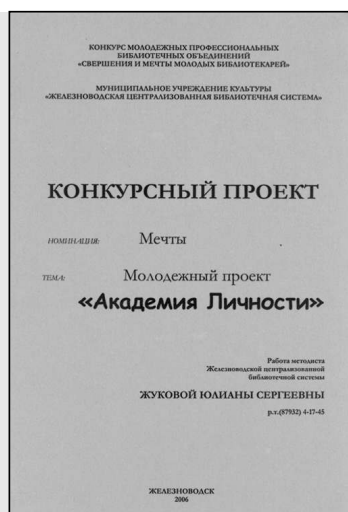 КОНКУРС МОЛОДЕЖНЫХ ПРОФЕССИОНАЛЬНЫХ
БИБЛИОТЕЧНЫХ ОБЪЕДИНЕНИЙ
«СВЕРШЕНИЯ И МЕЧТЫ МОЛОДЫХ БИБЛИОТЕКАРЕЙ»
МУНИЦИПАЛЬНОЕ УЧРЕЖДЕНИЕ КУЛЬТУРЫ
«ЖЕЛЕЗНОВОДСКАЯ ЦЕНТРАЛИЗОВАННАЯ БИБЛИОТЕЧНАЯ СИСТЕМА»
КОНКУРСНЫЙ ПРОЕКТ
НОМИНАЦИЯ: Мечты
ТЕМА: Молодежный проект
«Академия Личности»
Работа методиста
Железноводской централизованной
библиотечной системы
ЖУКОВОЙ ЮЛИАНЫ СЕРГЕЕВНЫ
р.т.(87932) 4-17-45
ЖЕЛЕЗНОВОДСК
2006